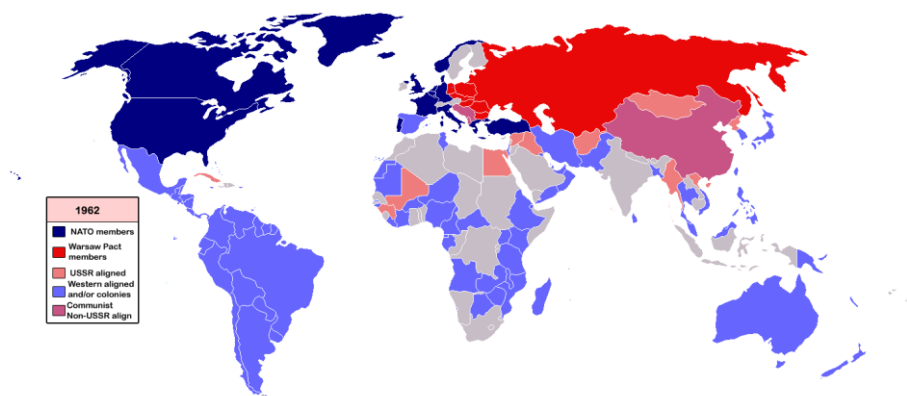 1962
NATO members
Warsaw Pact
members
USSR aligned
Western aligned
and/or colonies
Communist
Non-USSR align